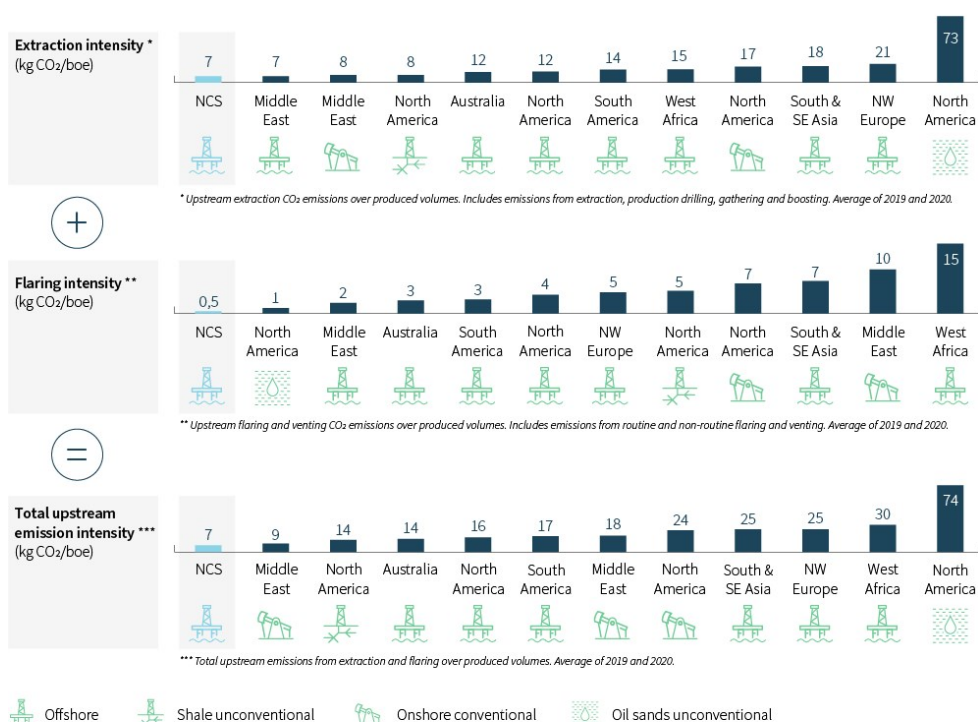 Extraction intensity *
(kg CO₂/boe)
7 7 8 8 12 12 14 15 17 18 21 73
NCS Middle East Middle East North America Australia North America South America West Africa North America South & SE Asia NW Europe North America
* Upstream extraction CO₂ emissions over produced volumes. Includes emissions from extraction, production drilling, gathering and boosting. Average of 2019 and 2020.
+
Flaring intensity **
(kg CO₂/boe)
0,5 1 2 3 3 4 5 5 7 7 10 15
NCS North America Middle East Australia South America North America NW Europe North America North America South & SE Asia Middle East West Africa
** Upstream flaring and venting CO₂ emissions over produced volumes. Includes emissions from routine and non-routine flaring and venting. Average of 2019 and 2020.
=
Total upstream
emission intensity ***
(kg CO₂/boe)
7 9 14 14 16 17 18 24 25 25 30 74
NCS Middle East North America Australia North America South America Middle East North America South & SE Asia NW Europe West Africa North America
*** Total upstream emissions from extraction and flaring over produced volumes. Average of 2019 and 2020.
Offshore Shale unconventional Onshore conventional Oil sands unconventional